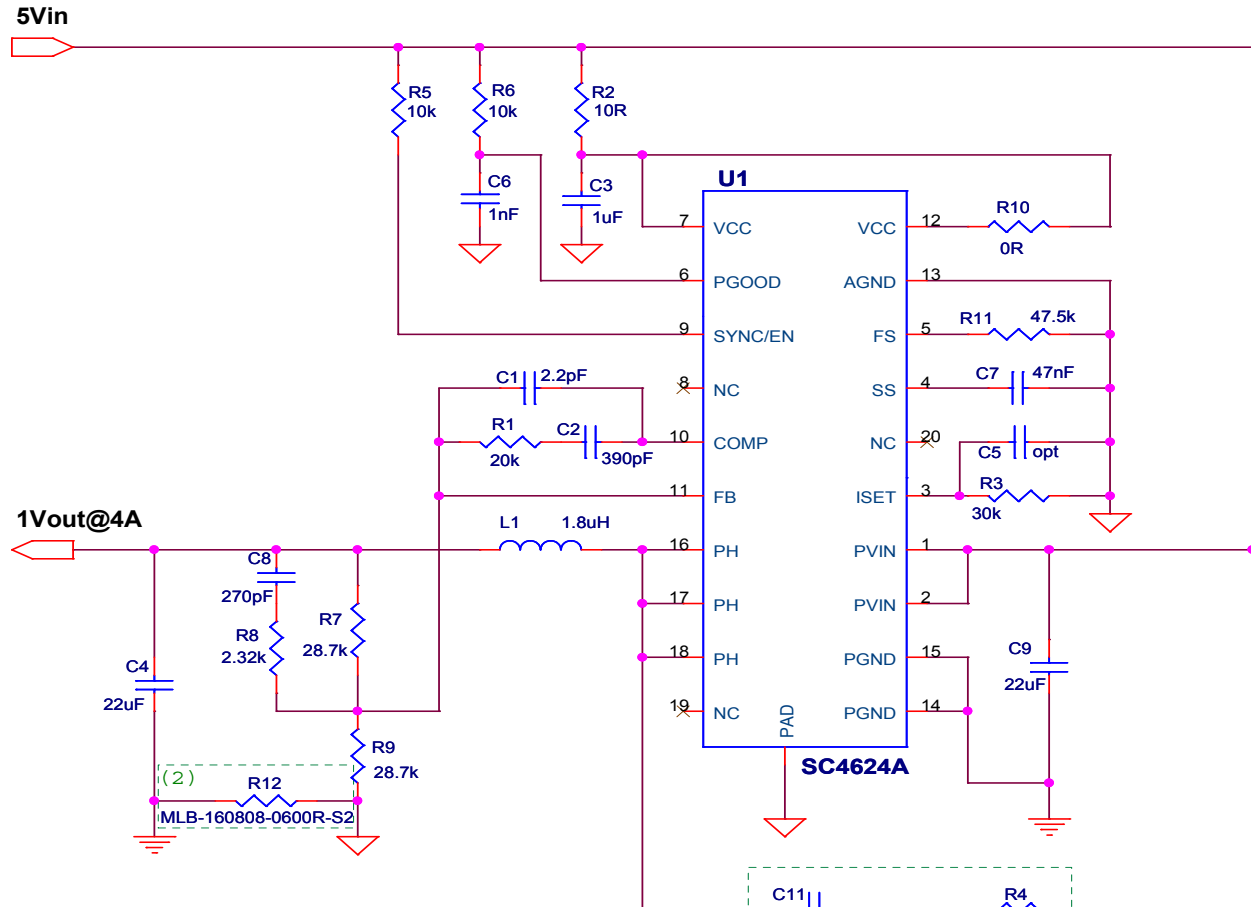 5Vin
R5
10k
R6
10k
R2
10R
C6
1nF
C3
1uF
U1
7
VCC
VCC
12
R10
0R
6
PGOOD
AGND
13
9
SYNC/EN
FS
5
R11
47.5k
8
NC
SS
4
C7
47nF
C1
2.2pF
R1
20k
C2
390pF
10
COMP
NC
20
C5
opt
11
FB
ISET
3
R3
30k
1Vout@4A
L1
1.8uH
16
PH
PVIN
1
17
PH
PVIN
2
18
PH
PGND
15
19
NC
PGND
14
PAD
SC4624A
C8
270pF
R8
2.32k
R7
28.7k
C4
22uF
C9
22uF
R9
28.7k
(2)
R12
MLB-160808-0600R-S2
C11
R4